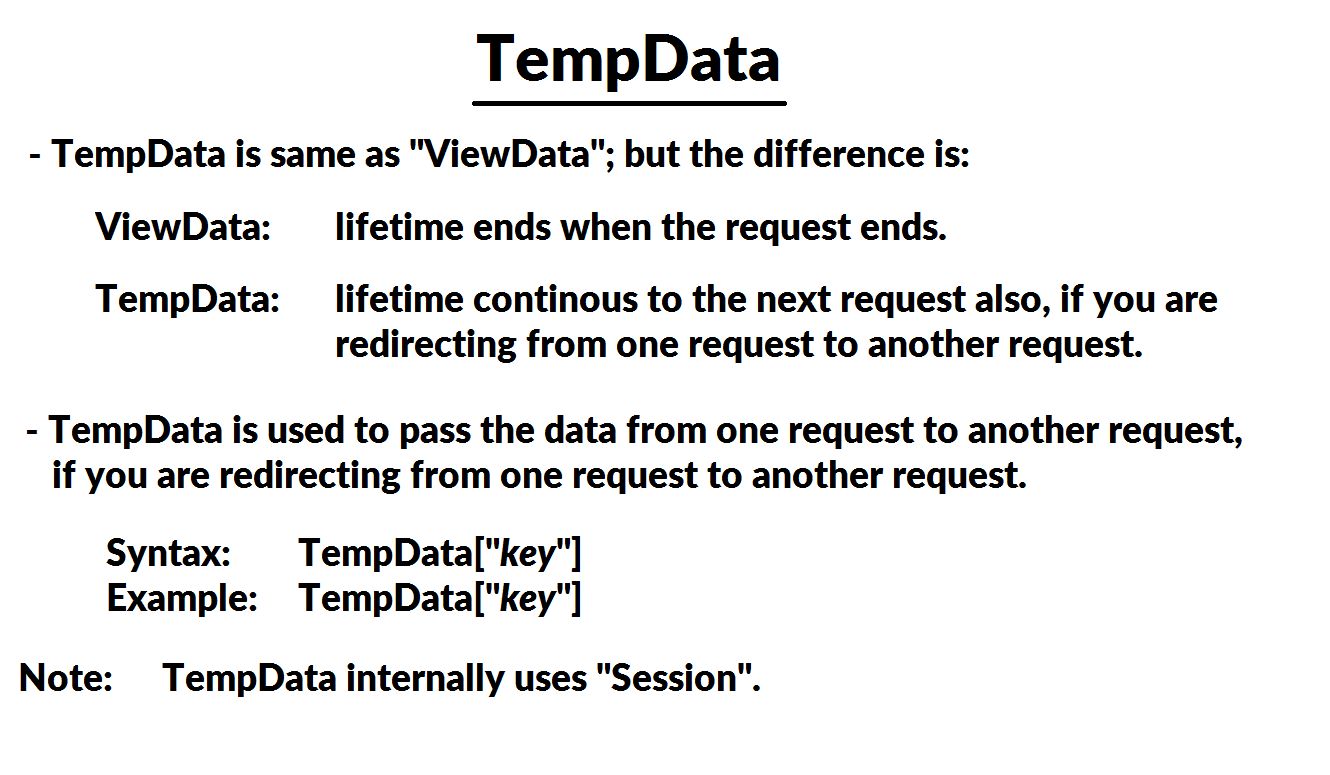 TempData
- TempData is same as "ViewData"; but the difference is:
ViewData: lifetime ends when the request ends.
TempData: lifetime continous to the next request also, if you are
redirecting from one request to another request.
- TempData is used to pass the data from one request to another request,
if you are redirecting from one request to another request.
Syntax: TempData["key"]
Example: TempData["key"]
Note: TempData internally uses "Session".